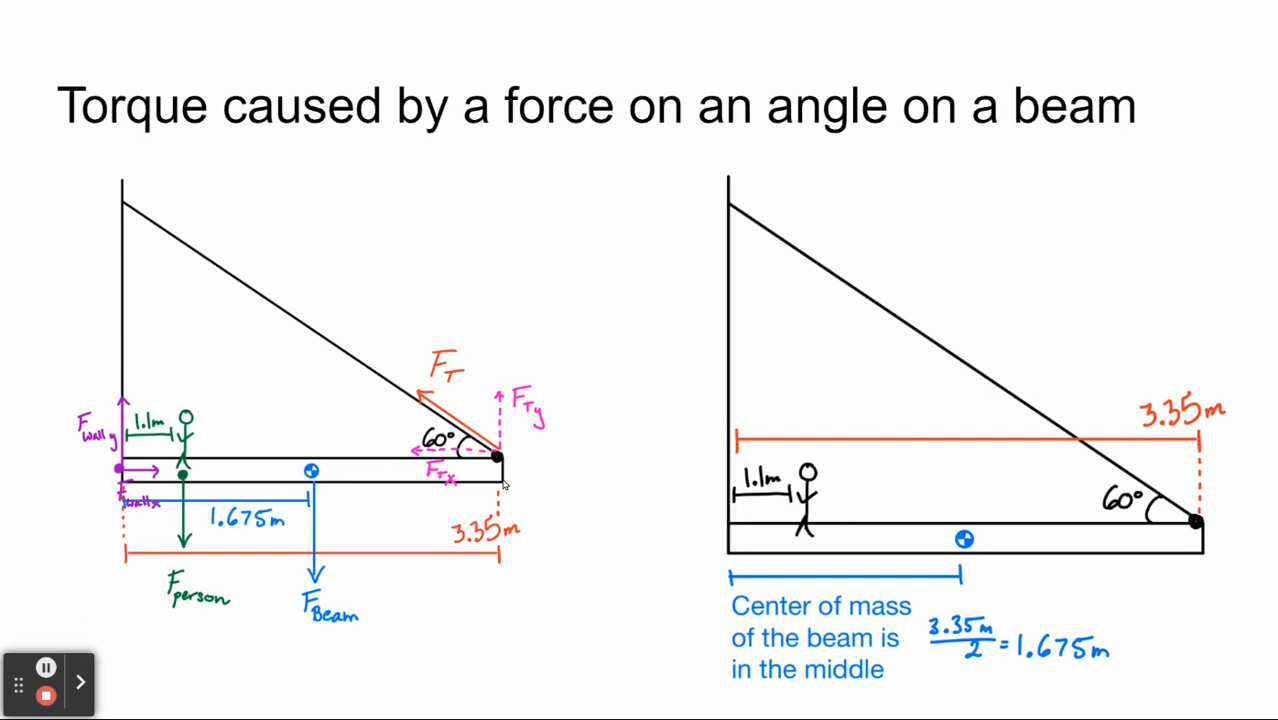 Torque caused by a force on an angle on a beam
F_T
F_Ty
F_wall y
1.1m
60°
F_Tx
F_wall x
1.675m
3.35m
F_person
F_Beam
3.35m
1.1m
60°
Center of mass
of the beam is
in the middle
3.35m/2 = 1.675m